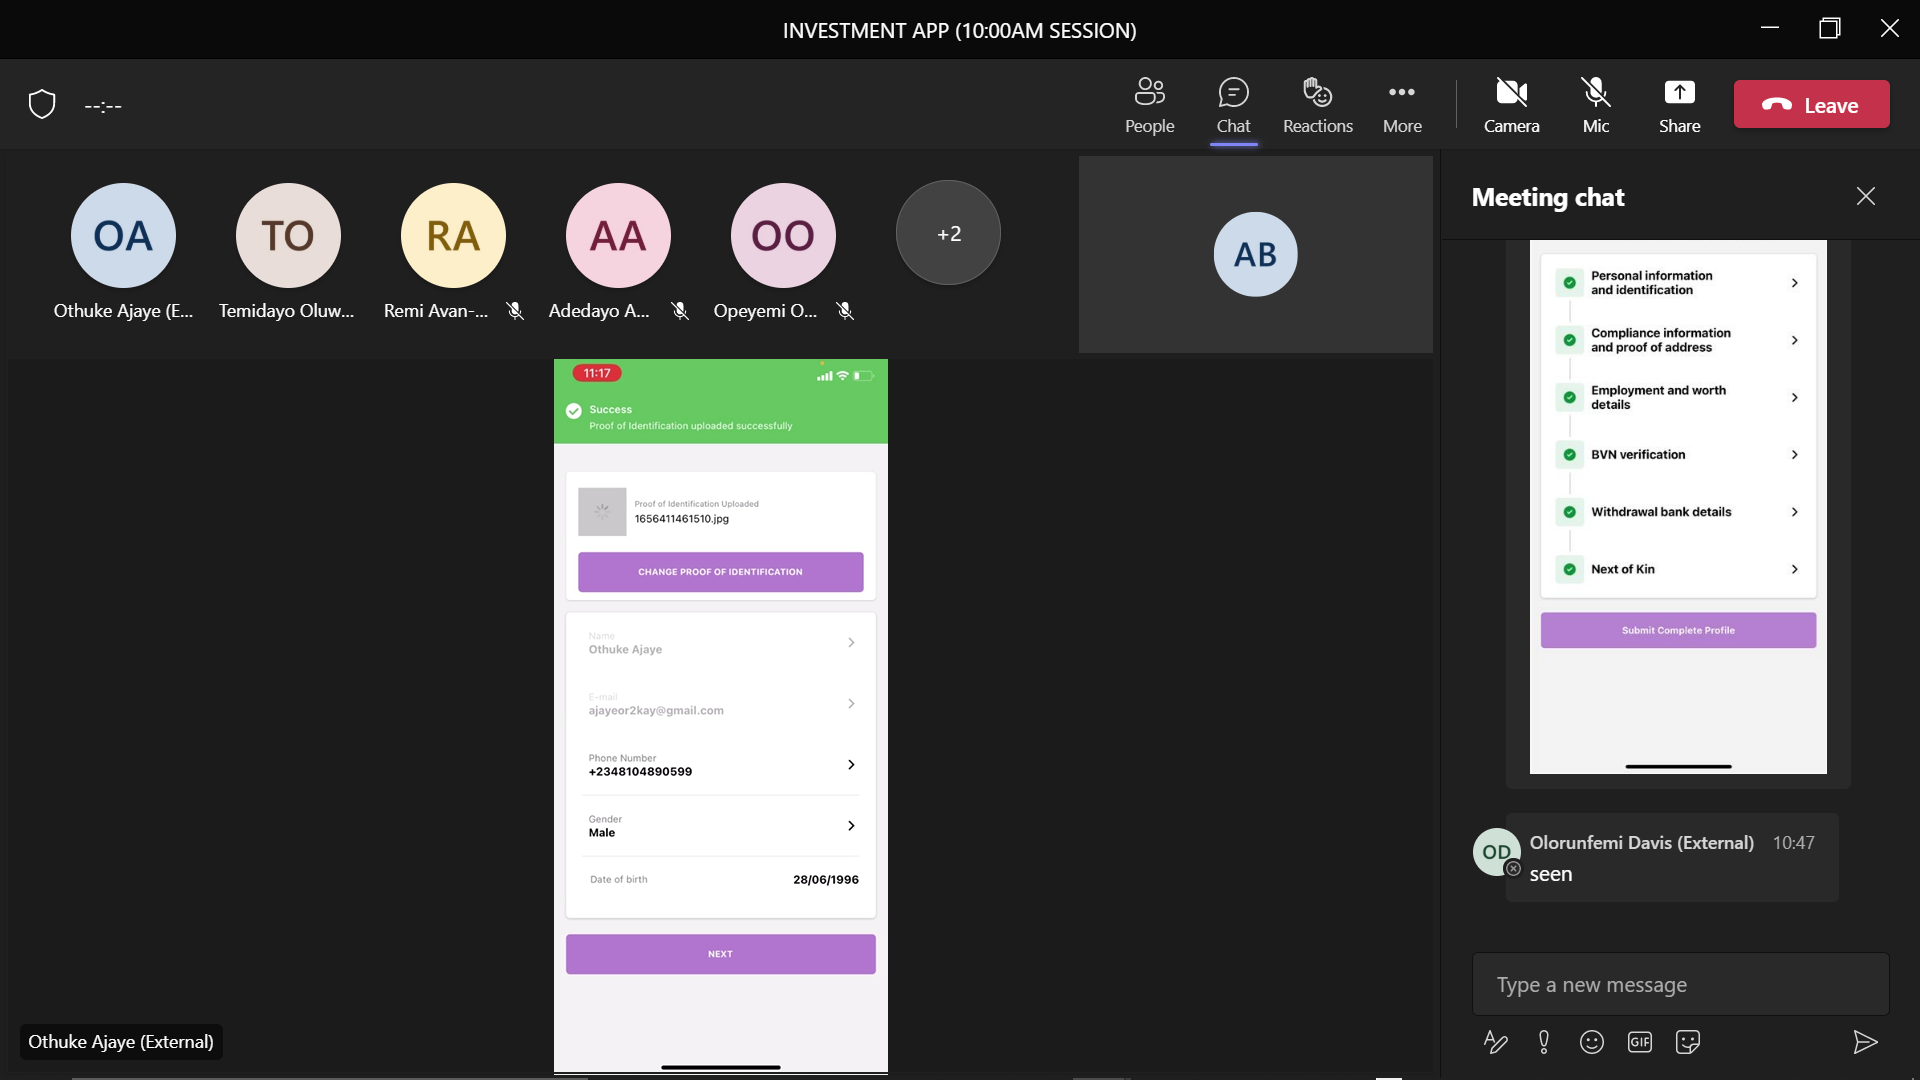 INVESTMENT APP (10:00AM SESSION)
--:--
People
Chat
Reactions
More
Camera
Mic
Share
Leave
OA
TO
RA
AA
OO
+2
AB
Othuke Ajaye (E...
Temidayo Oluw...
Remi Avan-...
Adedayo A...
Opeyemi O...
11:17
Success
Proof of Identification uploaded successfully
Proof of Identification Uploaded
1656411461510.jpg
CHANGE PROOF OF IDENTIFICATION
Name
Othuke Ajaye
E-mail
ajayeor2kay@gmail.com
Phone Number
+2348104890599
Gender
Male
Date of birth
28/06/1996
NEXT
Othuke Ajaye (External)
Meeting chat
Personal information
and identification
Compliance information
and proof of address
Employment and worth
details
BVN verification
Withdrawal bank details
Next of Kin
Submit Complete Profile
OD
Olorunfemi Davis (External) 10:47
seen
Type a new message
GIF